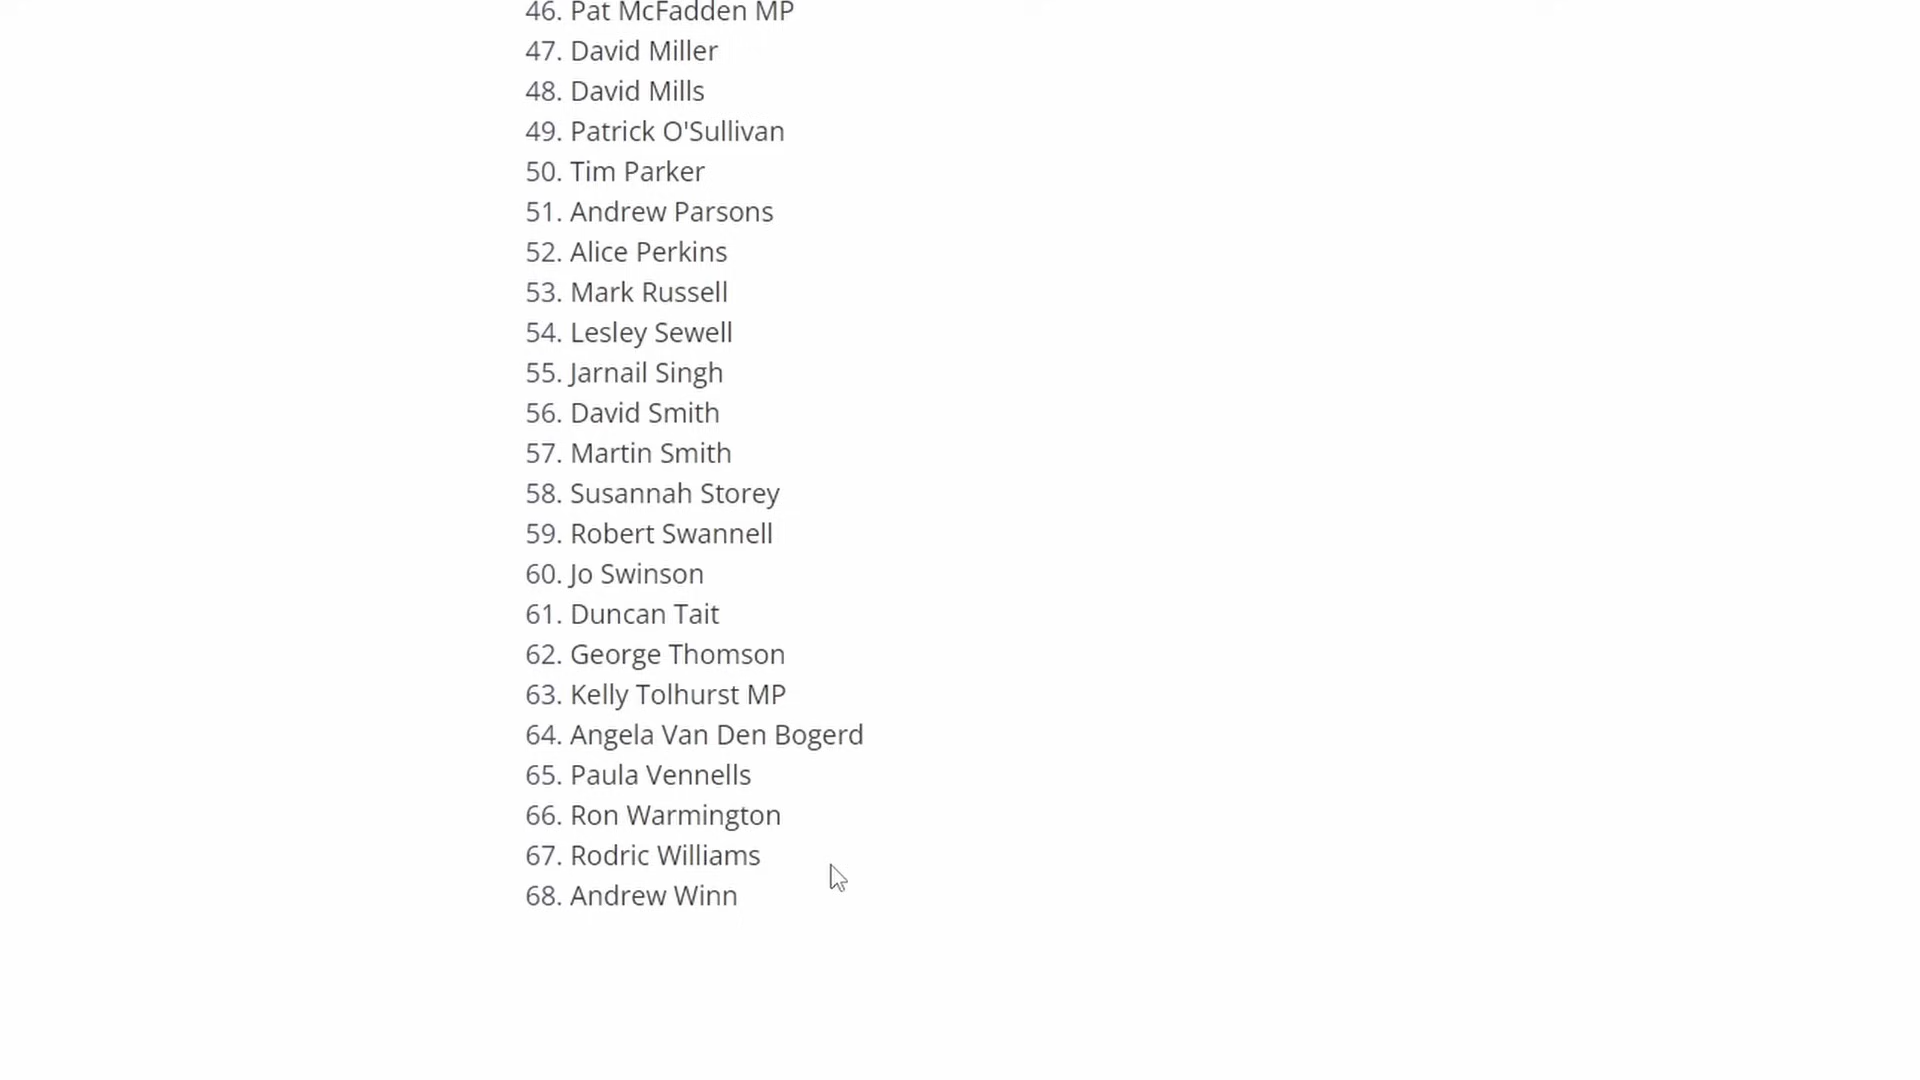 46. Pat McFadden MP
47. David Miller
48. David Mills
49. Patrick O'Sullivan
50. Tim Parker
51. Andrew Parsons
52. Alice Perkins
53. Mark Russell
54. Lesley Sewell
55. Jarnail Singh
56. David Smith
57. Martin Smith
58. Susannah Storey
59. Robert Swannell
60. Jo Swinson
61. Duncan Tait
62. George Thomson
63. Kelly Tolhurst MP
64. Angela Van Den Bogerd
65. Paula Vennells
66. Ron Warmington
67. Rodric Williams
68. Andrew Winn